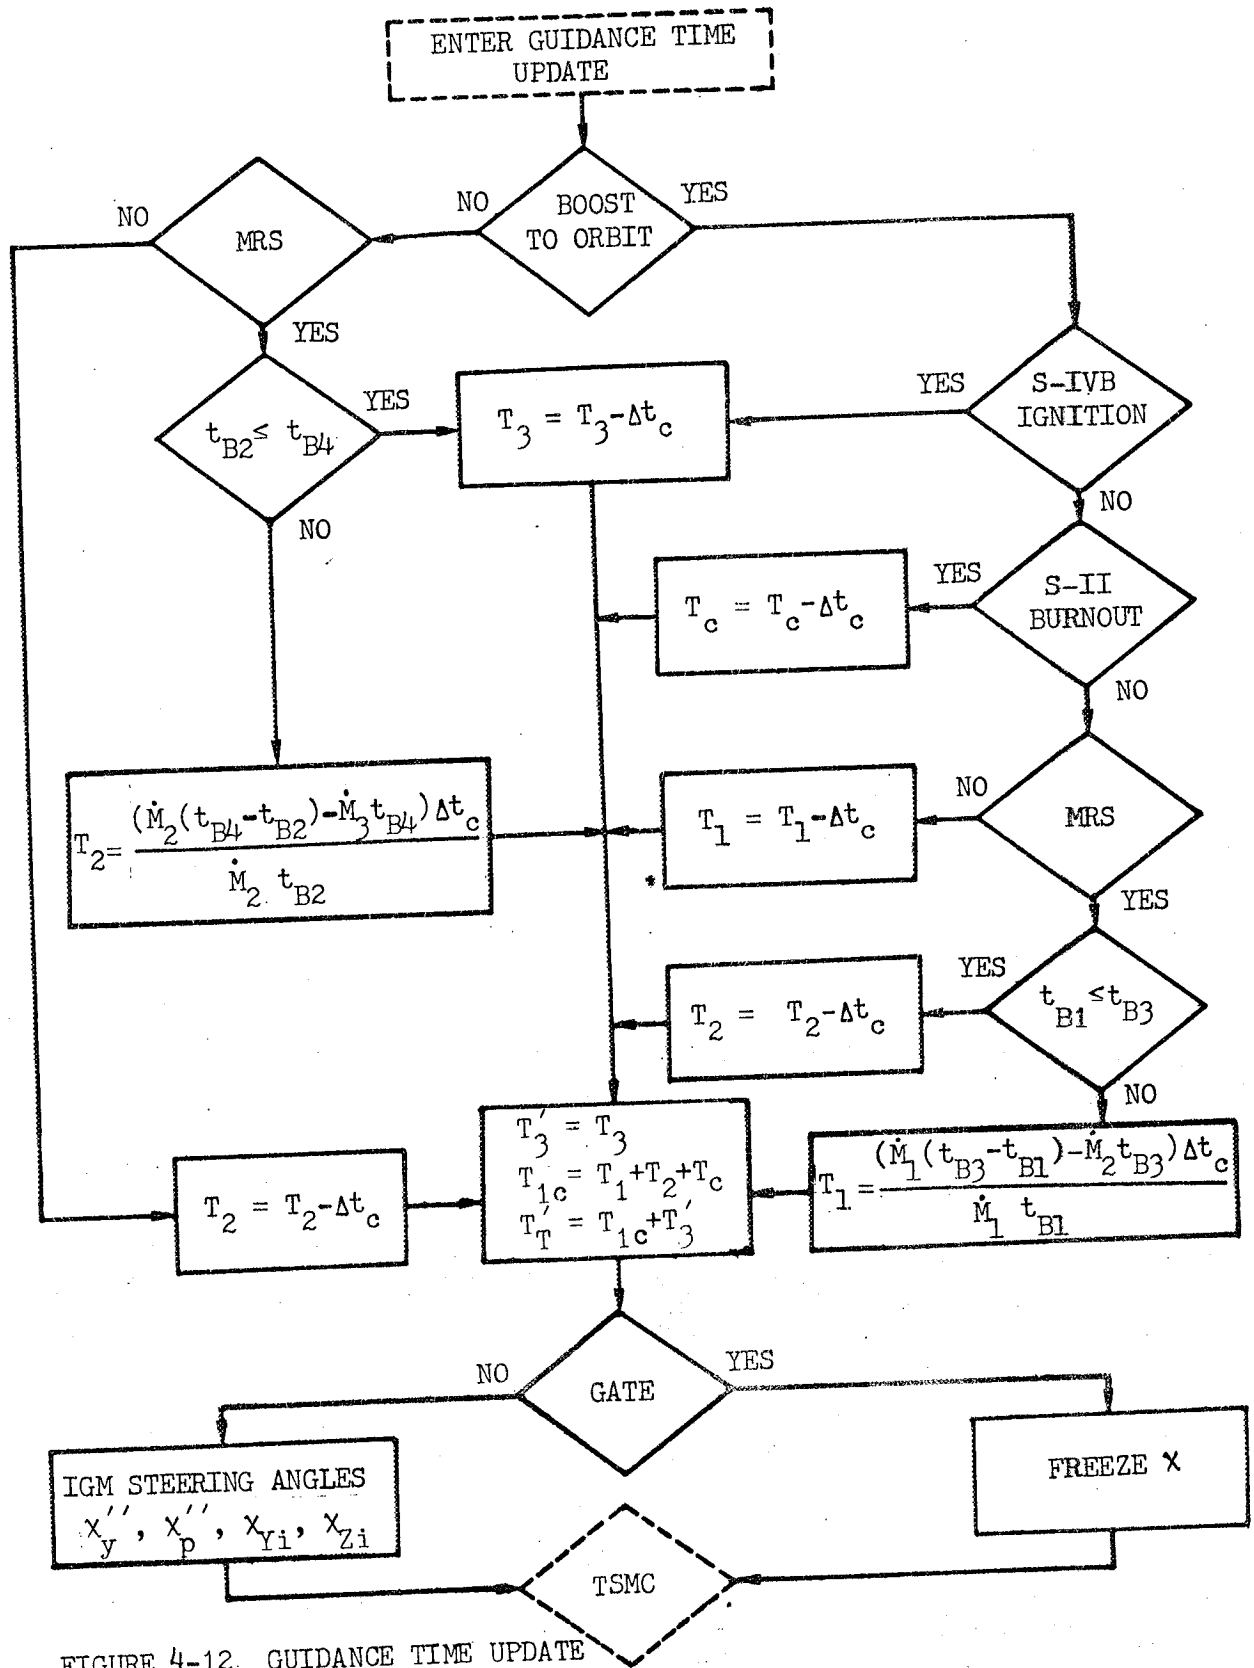 ENTER GUIDANCE TIME
UPDATE
BOOST
TO ORBIT
NO
YES
MRS
NO
YES
t_B2 ≤ t_B4
YES
NO
T_3 = T_3-Δt_c
S-IVB
IGNITION
YES
NO
S-II
BURNOUT
YES
NO
T_c = T_c-Δt_c
MRS
NO
YES
T_1 = T_1-Δt_c
T_2= (Ṁ_2(t_B4-t_B2)-Ṁ_3 t_B4)Δt_c
Ṁ_2 t_B2
t_B1 ≤ t_B3
YES
NO
T_2 = T_2-Δt_c
T_1= (Ṁ_1(t_B3-t_B1)-Ṁ_2 t_B3)Δt_c
Ṁ_1 t_B1
T_2 = T_2-Δt_c
T_3' = T_3
T_1c = T_1+T_2+T_c
T_T' = T_1c+T_3'
GATE
NO
YES
IGM STEERING ANGLES
χ_y'', χ_p'', χ_Yi, χ_Zi
FREEZE χ
TSMC
FIGURE 4-12. GUIDANCE TIME UPDATE